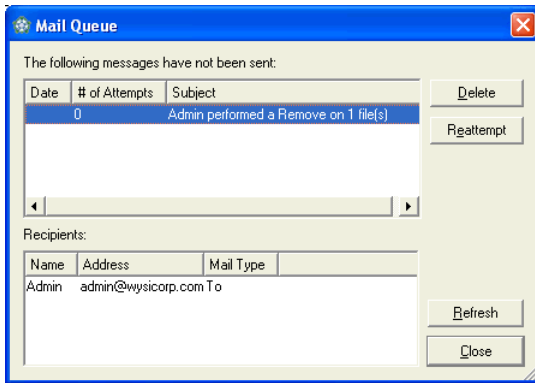 Mail Queue
The following messages have not been sent:
Date # of Attempts Subject
0 Admin performed a Remove on 1 file(s)
Delete
Reattempt
Recipients:
Name Address Mail Type
Admin admin@wysicorp.com To
Refresh
Close